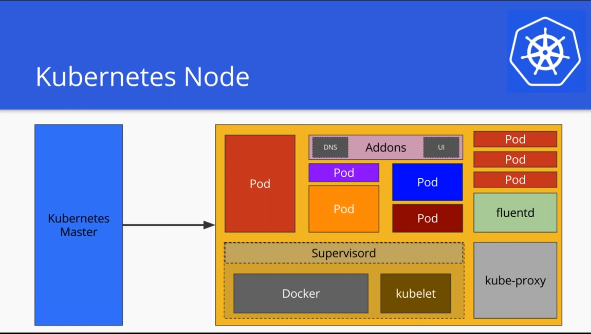 Kubernetes Node
Kubernetes
Master
Pod
DNS
Addons
UI
Pod
Pod
Pod
Pod
Pod
Pod
Pod
fluentd
Supervisord
Docker
kubelet
kube-proxy